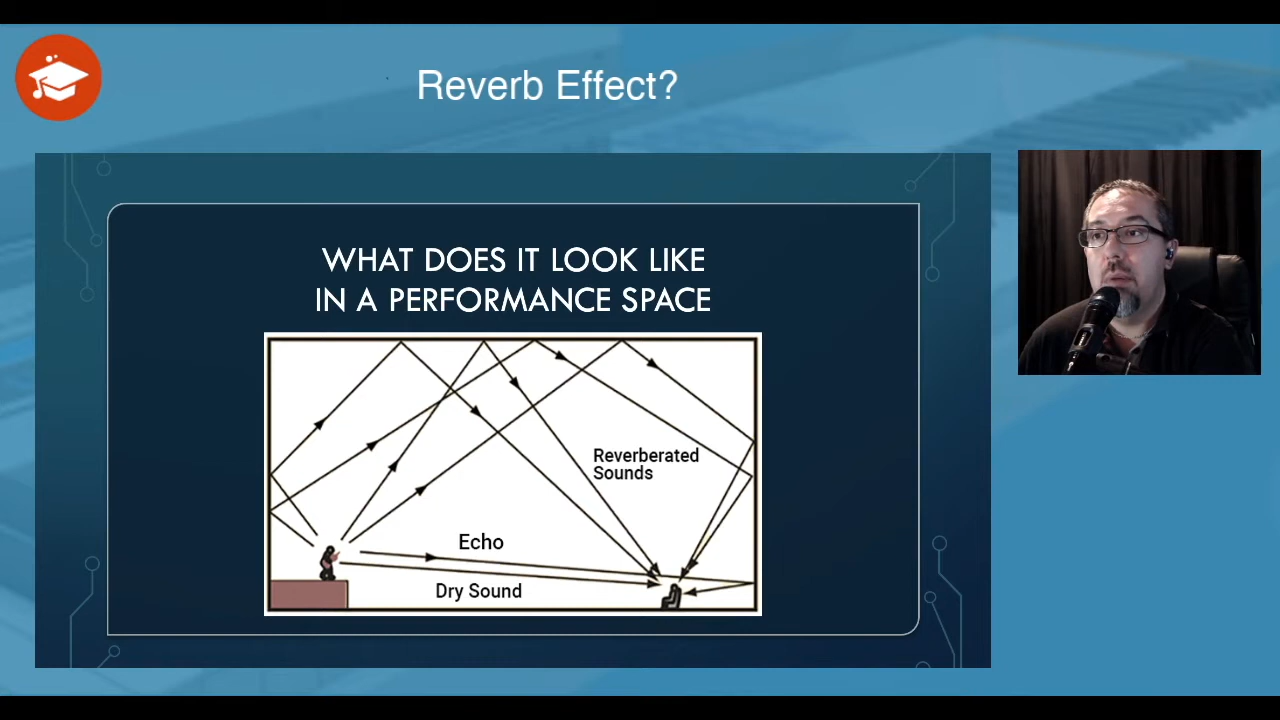 Reverb Effect?
WHAT DOES IT LOOK LIKE
IN A PERFORMANCE SPACE
Reverberated
Sounds
Echo
Dry Sound